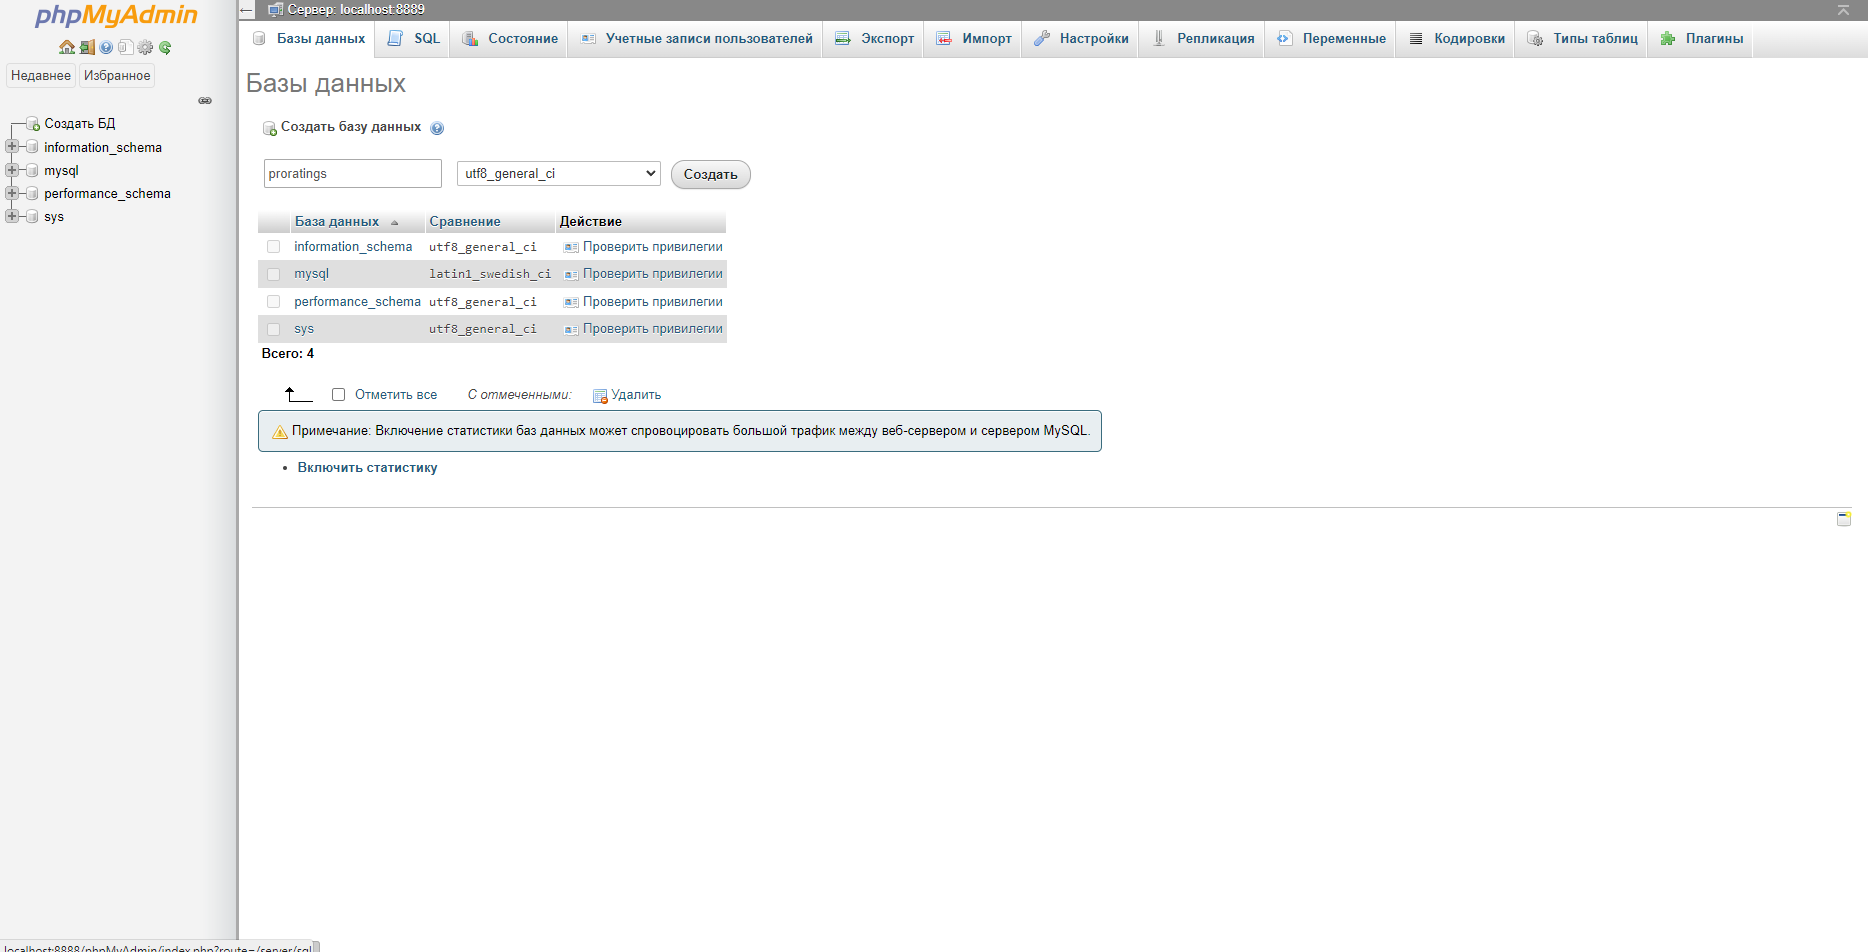 phpMyAdmin
Недавнее Избранное
Создать БД
information_schema
mysql
performance_schema
sys
Сервер: localhost:8889
Базы данных SQL Состояние Учетные записи пользователей Экспорт Импорт Настройки Репликация Переменные Кодировки Типы таблиц Плагины
Базы данных
Создать базу данных
proratings utf8_general_ci Создать
База данных Сравнение Действие
information_schema utf8_general_ci Проверить привилегии
mysql latin1_swedish_ci Проверить привилегии
performance_schema utf8_general_ci Проверить привилегии
sys utf8_general_ci Проверить привилегии
Всего: 4
Отметить все С отмеченными: Удалить
Примечание: Включение статистики баз данных может спровоцировать большой трафик между веб-сервером и сервером MySQL.
• Включить статистику
localhost:8888/phpMyAdmin/index.php?route=/server/sql